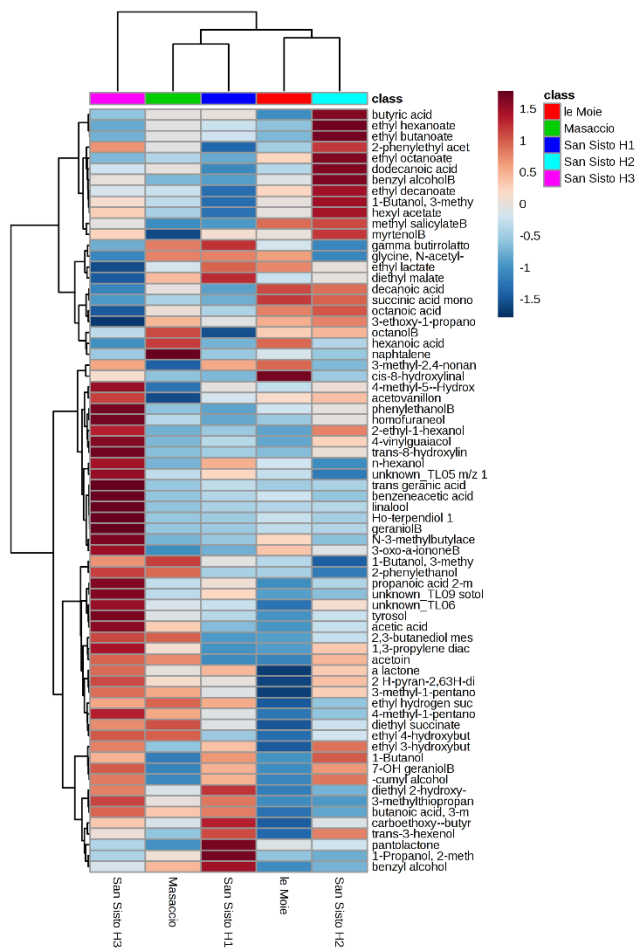 class
butyric acid
ethyl hexanoate
ethyl butanoate
2-phenylethyl acet
ethyl octanoate
dodecanoic acid
benzyl alcoholB
ethyl decanoate
1-Butanol, 3-methy
hexyl acetate
methyl salicylateB
myrtenolB
gamma butirrolatto
glycine, N-acetyl-
ethyl lactate
diethyl malate
decanoic acid
succinic acid mono
octanoic acid
3-ethoxy-1-propano
octanolB
hexanoic acid
naphtalene
3-methyl-2,4-nonan
cis-8-hydroxylinal
4-methyl-5--Hydrox
acetovanillon
phenylethanolB
homofuraneol
2-ethyl-1-hexanol
4-vinylguaiacol
trans-8-hydroxylin
n-hexanol
unknown_TL05 m/z 1
trans geranic acid
benzeneacetic acid
linalool
Ho-terpendiol 1
geraniolB
N-3-methylbutylace
3-oxo-a-iononeB
1-Butanol, 3-methy
2-phenylethanol
propanoic acid 2-m
unknown_TL09 sotol
unknown_TL06
tyrosol
acetic acid
2,3-butanediol mes
1,3-propylene diac
acetoin
a lactone
2 H-pyran-2,63H-di
3-methyl-1-pentano
ethyl hydrogen suc
4-methyl-1-pentano
diethyl succinate
ethyl 4-hydroxybut
ethyl 3-hydroxybut
1-Butanol
7-OH geraniolB
-cumyl alcohol
diethyl 2-hydroxy-
3-methylthiopropan
butanoic acid, 3-m
carboethoxy--butyr
trans-3-hexenol
pantolactone
1-Propanol, 2-meth
benzyl alcohol
San Sisto H3
Masaccio
San Sisto H1
le Moie
San Sisto H2
1.5
1
0.5
0
-0.5
-1
-1.5
class
le Moie
Masaccio
San Sisto H1
San Sisto H2
San Sisto H3